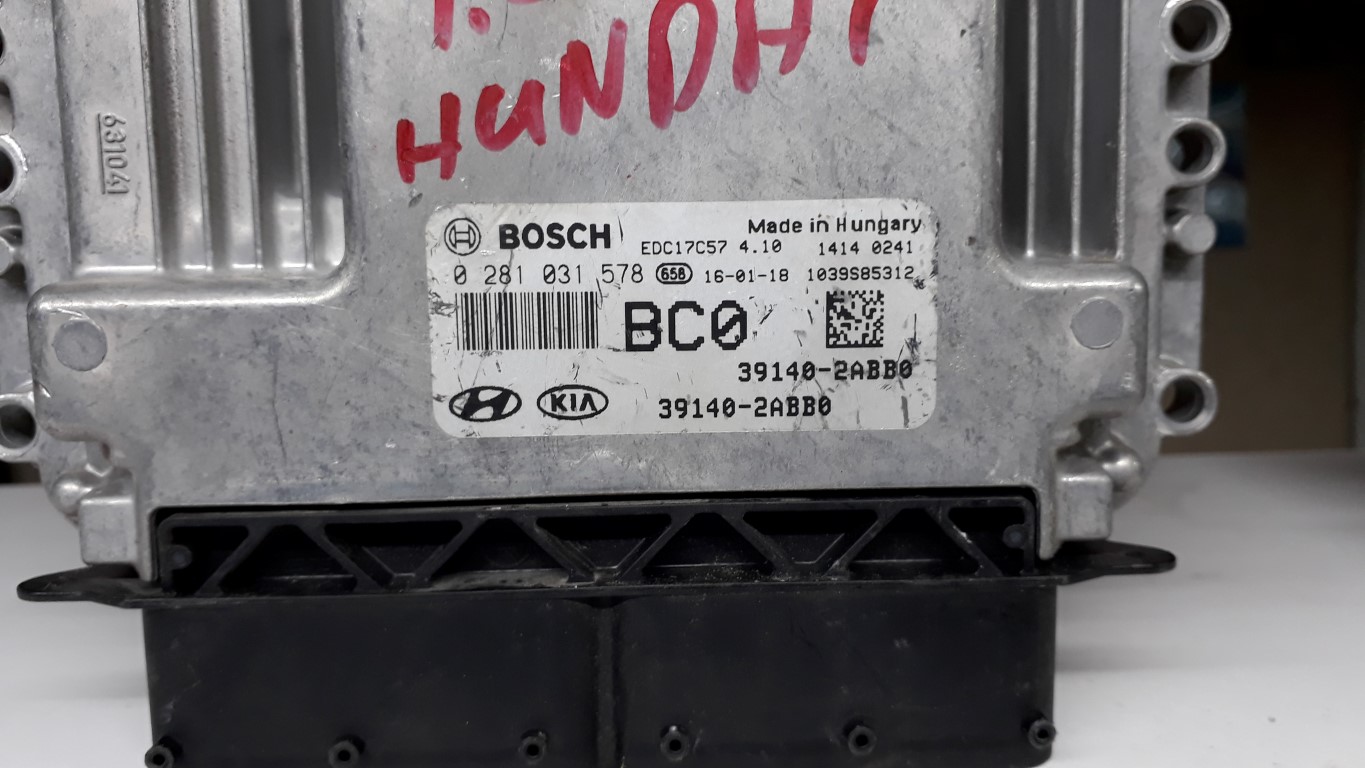 HUNDAY
631041
BOSCH
Made in Hungary
EDC17C57 4.10 1414 0241
0 281 031 578 658 16-01-18 1039S85312
BC0
39140-2ABB0
KIA 39140-2ABB0